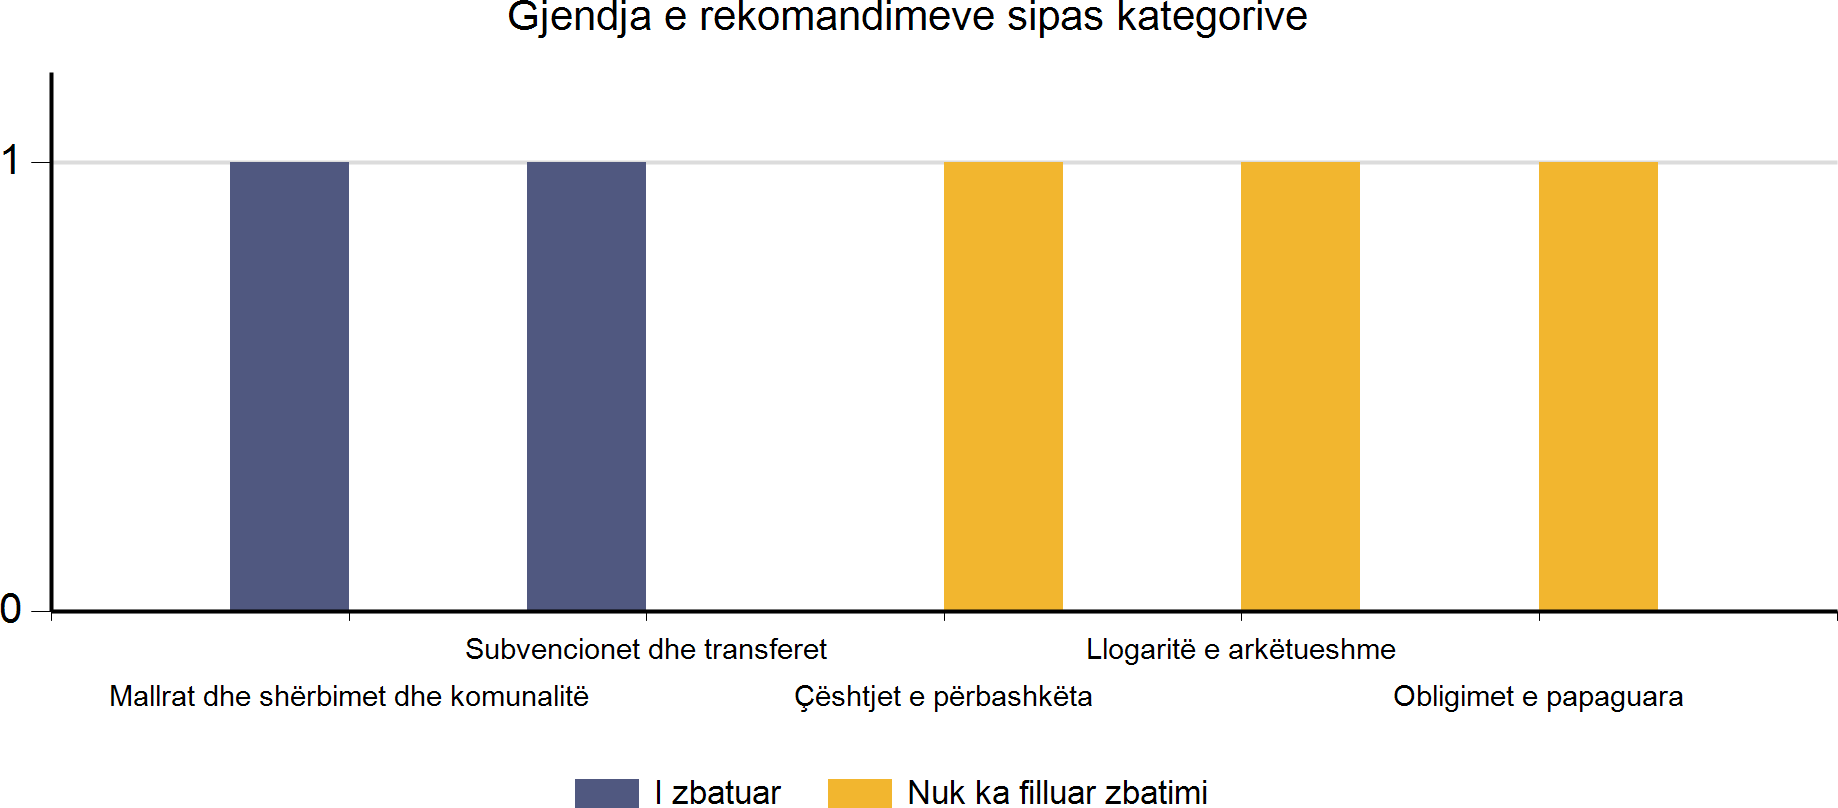 Gjendja e rekomandimeve sipas kategorive
1
0
Subvencionet dhe transferet
Llogaritë e arkëtueshme
Mallrat dhe shërbimet dhe komunalitë
Çështjet e përbashkëta
Obligimet e papaguara
I zbatuar
Nuk ka filluar zbatimi